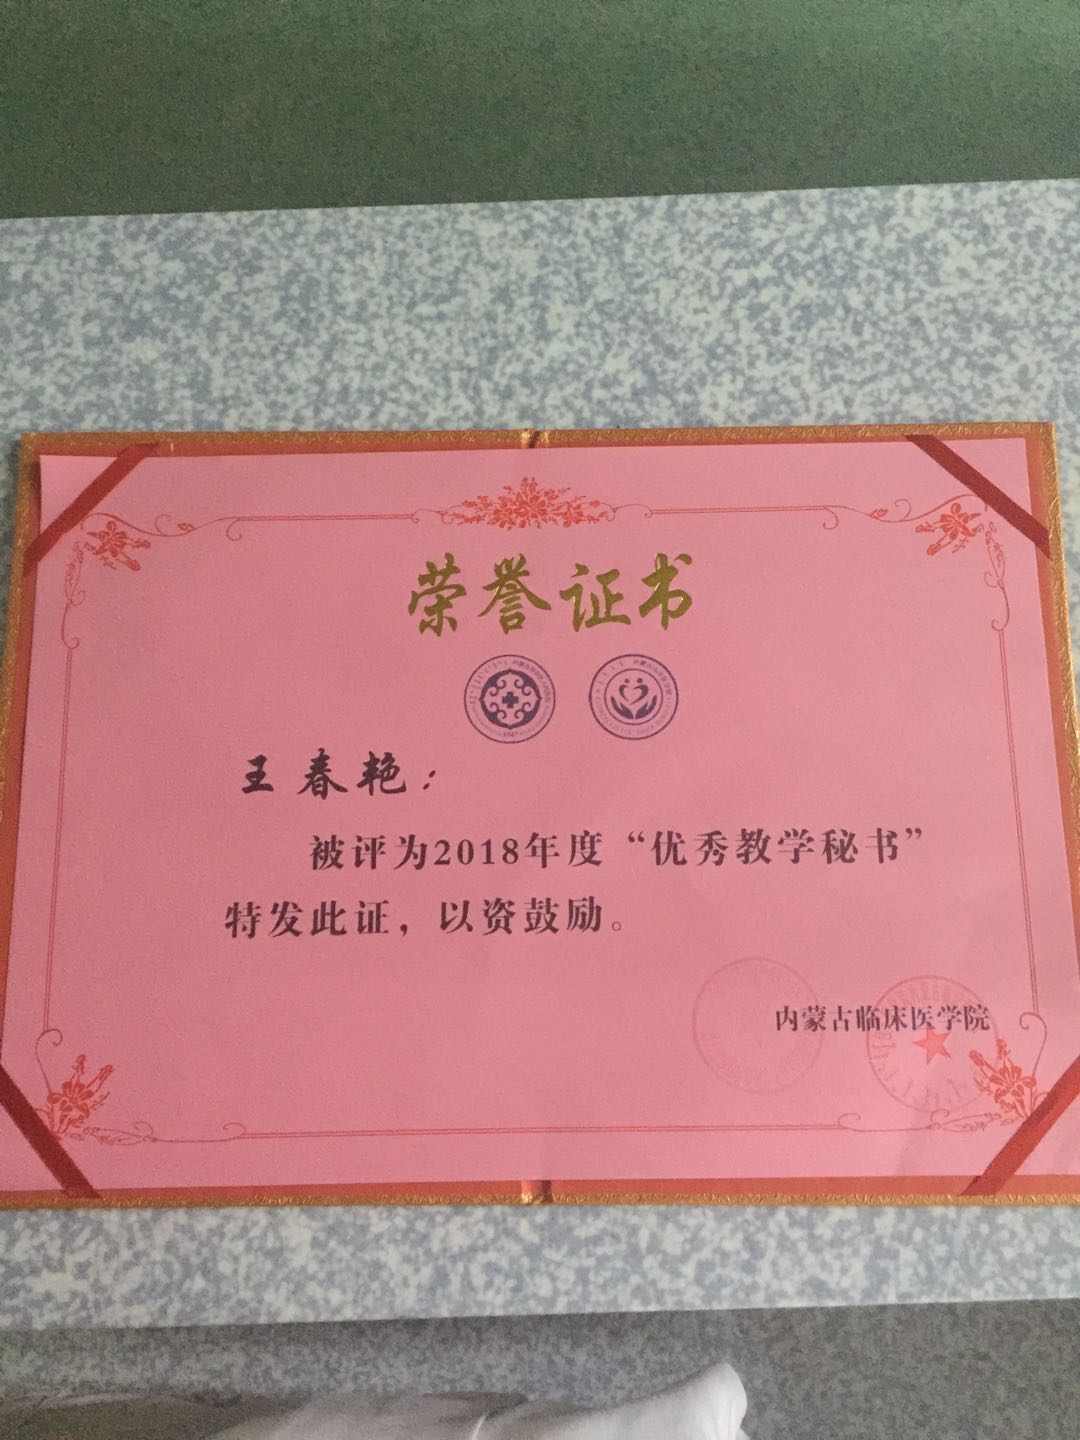 荣誉证书
王春艳：
被评为2018年度“优秀教学秘书”
特发此证，以资鼓励。
内蒙古临床医学院